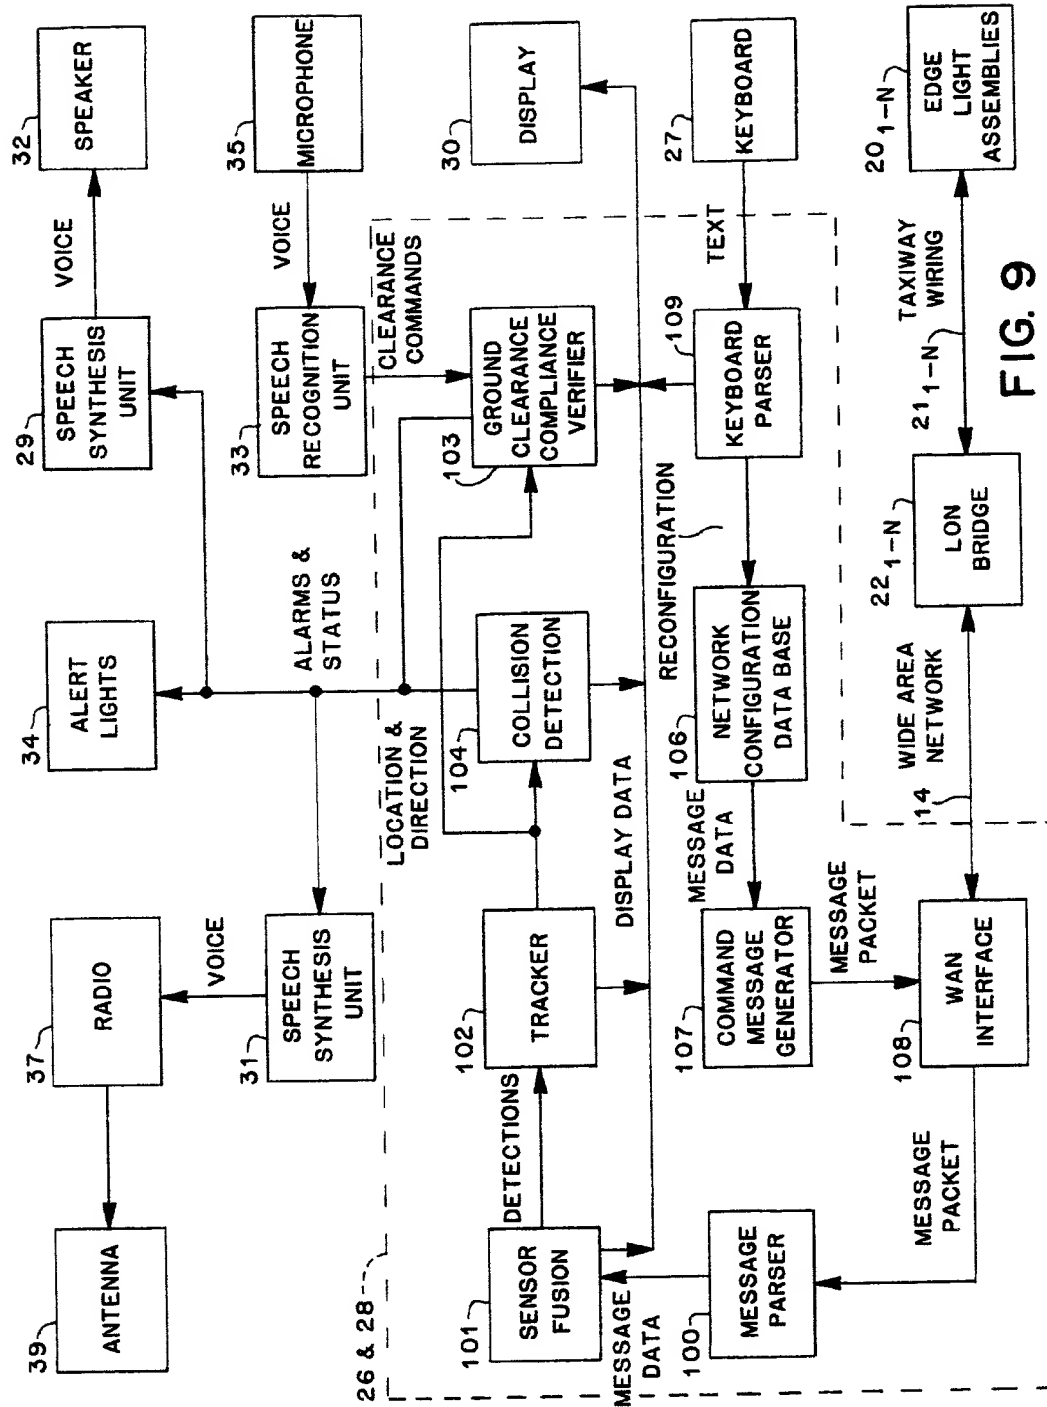 39
ANTENNA
37
RADIO
34
ALERT
LIGHTS
29
SPEECH
SYNTHESIS
UNIT
VOICE
32
SPEAKER
VOICE
31
SPEECH
SYNTHESIS
UNIT
ALARMS &
STATUS
33
SPEECH
RECOGNITION
UNIT
VOICE
35
MICROPHONE
26 & 28
LOCATION &
DIRECTION
CLEARANCE
COMMANDS
101
SENSOR
FUSION
DETECTIONS
102
TRACKER
104
COLLISION
DETECTION
103
GROUND
CLEARANCE
COMPLIANCE
VERIFIER
30
DISPLAY
MESSAGE
DATA
DISPLAY DATA
RECONFIGURATION
100
MESSAGE
PARSER
107
COMMAND
MESSAGE
GENERATOR
MESSAGE
DATA
106
NETWORK
CONFIGURATION
DATA BASE
109
KEYBOARD
PARSER
TEXT
27
KEYBOARD
MESSAGE
PACKET
MESSAGE
PACKET
108
WAN
INTERFACE
14
WIDE AREA
NETWORK
22 1-N
LON
BRIDGE
21 1-N
TAXIWAY
WIRING
20 1-N
EDGE
LIGHT
ASSEMBLIES
FIG. 9